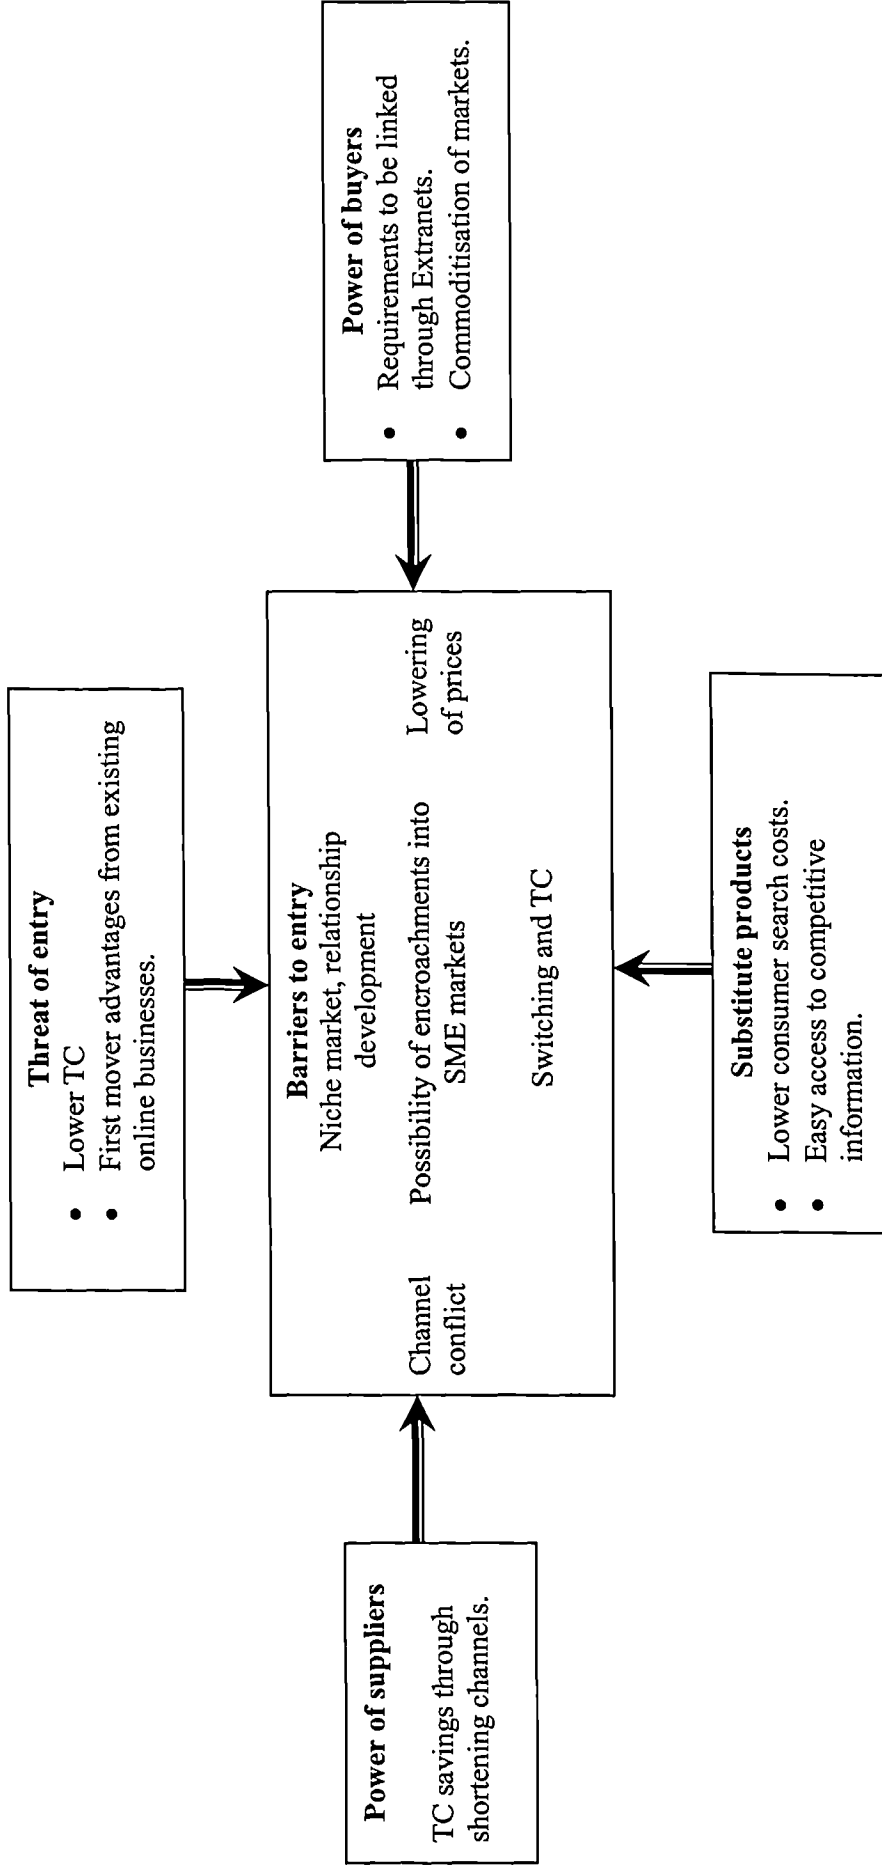 Threat of entry
• Lower TC
• First mover advantages from existing
online businesses.
Power of suppliers
TC savings through
shortening channels.
Barriers to entry
Niche market, relationship
development
Channel
conflict
Possibility of encroachments into
SME markets
Lowering
of prices
Switching and TC
Power of buyers
• Requirements to be linked
through Extranets.
• Commoditisation of markets.
Substitute products
• Lower consumer search costs.
• Easy access to competitive
information.